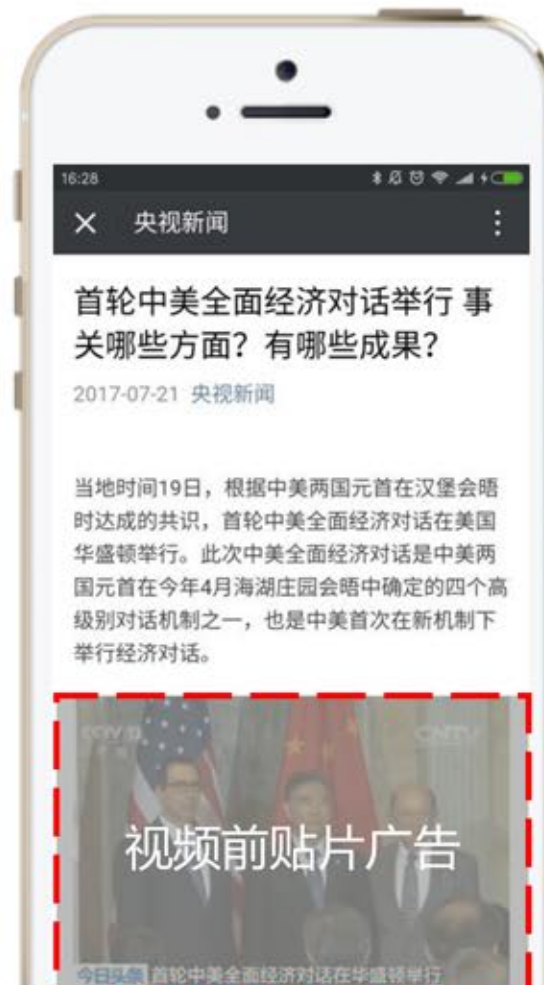 16:28
央视新闻
首轮中美全面经济对话举行 事
关哪些方面?有哪些成果?
2017-07-21 央视新闻
当地时间19日,根据中美两国元首在汉堡会晤
时达成的共识,首轮中美全面经济对话在美国
华盛顿举行。此次中美全面经济对话是中美两
国元首在今年4月海湖庄园会晤中确定的四个高
级别对话机制之一,也是中美首次在新机制下
举行经济对话。
CCTV 13
CNTV
视频前贴片广告
今日头条 首轮中美全面经济对话在华盛顿举行